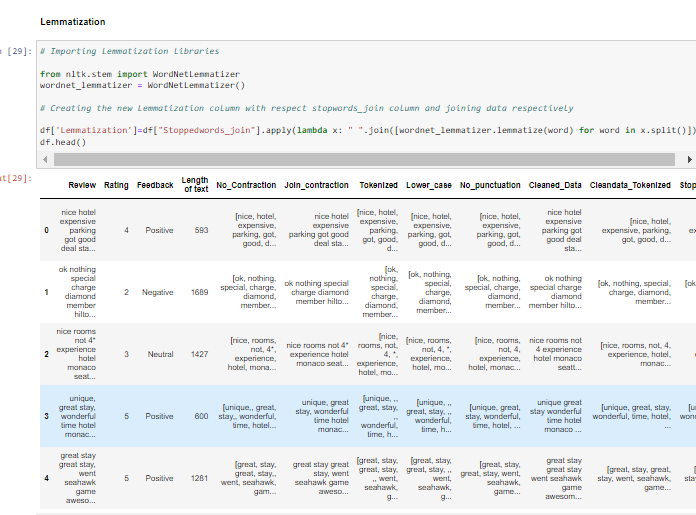 Lemmatization
[29]:
# Importing Lemmatization Libraries
from nltk.stem import WordNetLemmatizer
wordnet_lemmatizer = WordNetLemmatizer()
# Creating the new Lemmatization column with respect stopwords_join column and joining data respectively
df['Lemmatization']=df["Stoppedwords_join"].apply(lambda x: " ".join([wordnet_lemmatizer.lemmatize(word) for word in x.split()])
df.head()
t[29]:
Review Rating Feedback Length of text No_Contraction Join_contraction Tokenized Lower_case No_punctuation Cleaned_Data Cleandata_Tokenized Stop
0 nice hotel expensive parking got good deal sta... 4 Positive 593 [nice, hotel, expensive, parking, got, good, d... nice hotel expensive parking got good deal sta... [nice, hotel, expensive, parking, got, good, d... [nice, hotel, expensive, parking, got, good, d... [nice, hotel, expensive, parking, got, good, d... nice hotel expensive parking got good deal sta... [nice, hotel, expensive, parking, got, good, d...
1 ok nothing special charge diamond member hilto... 2 Negative 1689 [ok, nothing, special, charge, diamond, member... ok nothing special charge diamond member hilto... [ok, nothing, special, charge, diamond, member... [ok, nothing, special, charge, diamond, member... [ok, nothing, special, charge, diamond, member... ok nothing special charge diamond member hilto... [ok, nothing, special, charge, diamond, member... [ok
2 nice rooms not 4* experience hotel monaco seat... 3 Neutral 1427 [nice, rooms, not, 4*, experience, hotel, mona... nice rooms not 4* experience hotel monaco seat... [nice, rooms, not, 4, *, experience, hotel, mo... [nice, rooms, not, 4, *, experience, hotel, mo... [nice, rooms, not, 4, experience, hotel, monac... nice rooms not 4 experience hotel monaco seatt... [nice, rooms, not, 4, experience, hotel, monac...
3 unique, great stay, wonderful time hotel monac... 5 Positive 600 [unique,, great, stay,, wonderful, time, hotel... unique, great stay, wonderful time hotel monac... [unique, ,, great, stay, ,, wonderful, time, h... [unique, ,, great, stay, ,, wonderful, time, h... [unique, great, stay, wonderful, time, hotel, ... unique great stay wonderful time hotel monaco ... [unique, great, stay, wonderful, time, hotel, ...
4 great stay great stay, went seahawk game aweso... 5 Positive 1281 [great, stay, great, stay,, went, seahawk, gam... great stay great stay, went seahawk game aweso... [great, stay, great, stay, ,, went, seahawk, g... [great, stay, great, stay, ,, went, seahawk, g... [great, stay, great, stay, went, seahawk, game... great stay great stay went seahawk game awesom... [great, stay, great, stay, went, seahawk, game...